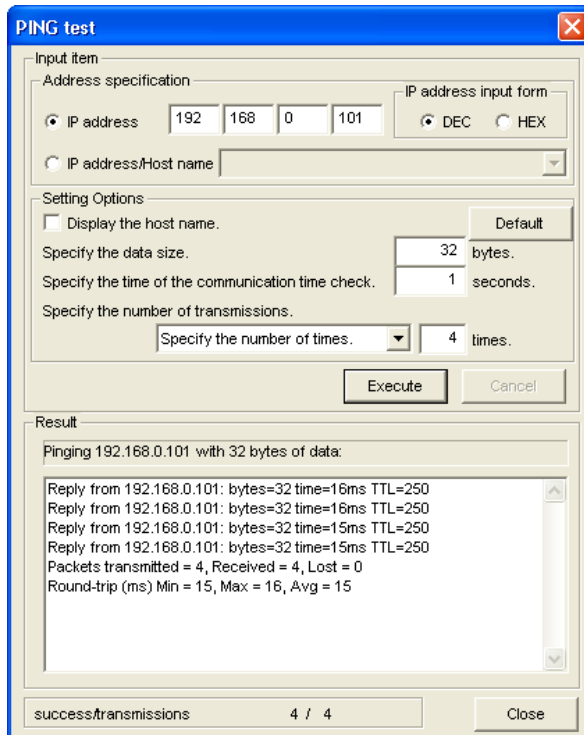 PING test
Input item
Address specification
IP address input form
IP address 192 168 0 101 DEC HEX
IP address/Host name
Setting Options
Display the host name. Default
Specify the data size. 32 bytes.
Specify the time of the communication time check. 1 seconds.
Specify the number of transmissions.
Specify the number of times. 4 times.
Execute Cancel
Result
Pinging 192.168.0.101 with 32 bytes of data:
Reply from 192.168.0.101: bytes=32 time=16ms TTL=250
Reply from 192.168.0.101: bytes=32 time=16ms TTL=250
Reply from 192.168.0.101: bytes=32 time=15ms TTL=250
Reply from 192.168.0.101: bytes=32 time=15ms TTL=250
Packets transmitted = 4, Received = 4, Lost = 0
Round-trip (ms) Min = 15, Max = 16, Avg = 15
success/transmissions 4 / 4 Close